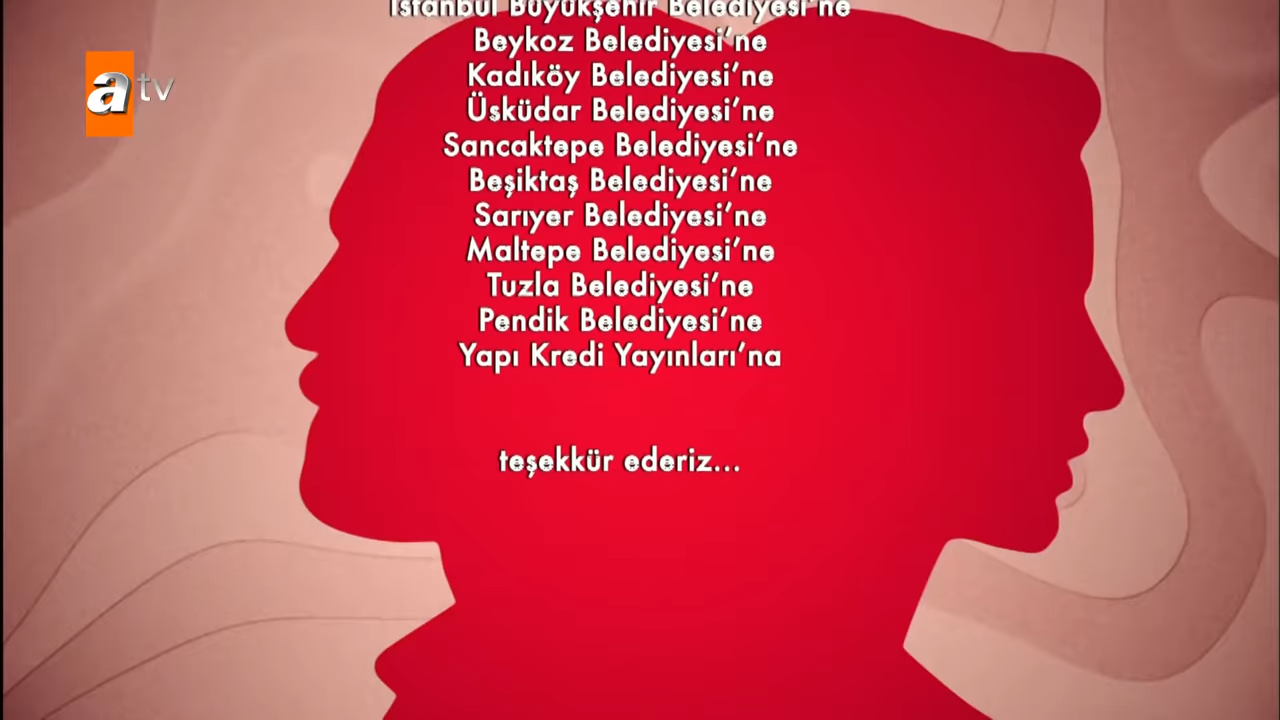 İstanbul Büyükşehir Belediyesi'ne
Beykoz Belediyesi'ne
Kadıköy Belediyesi'ne
Üsküdar Belediyesi'ne
Sancaktepe Belediyesi'ne
Beşiktaş Belediyesi'ne
Sarıyer Belediyesi'ne
Maltepe Belediyesi'ne
Tuzla Belediyesi'ne
Pendik Belediyesi'ne
Yapı Kredi Yayınları'na
teşekkür ederiz...
atv